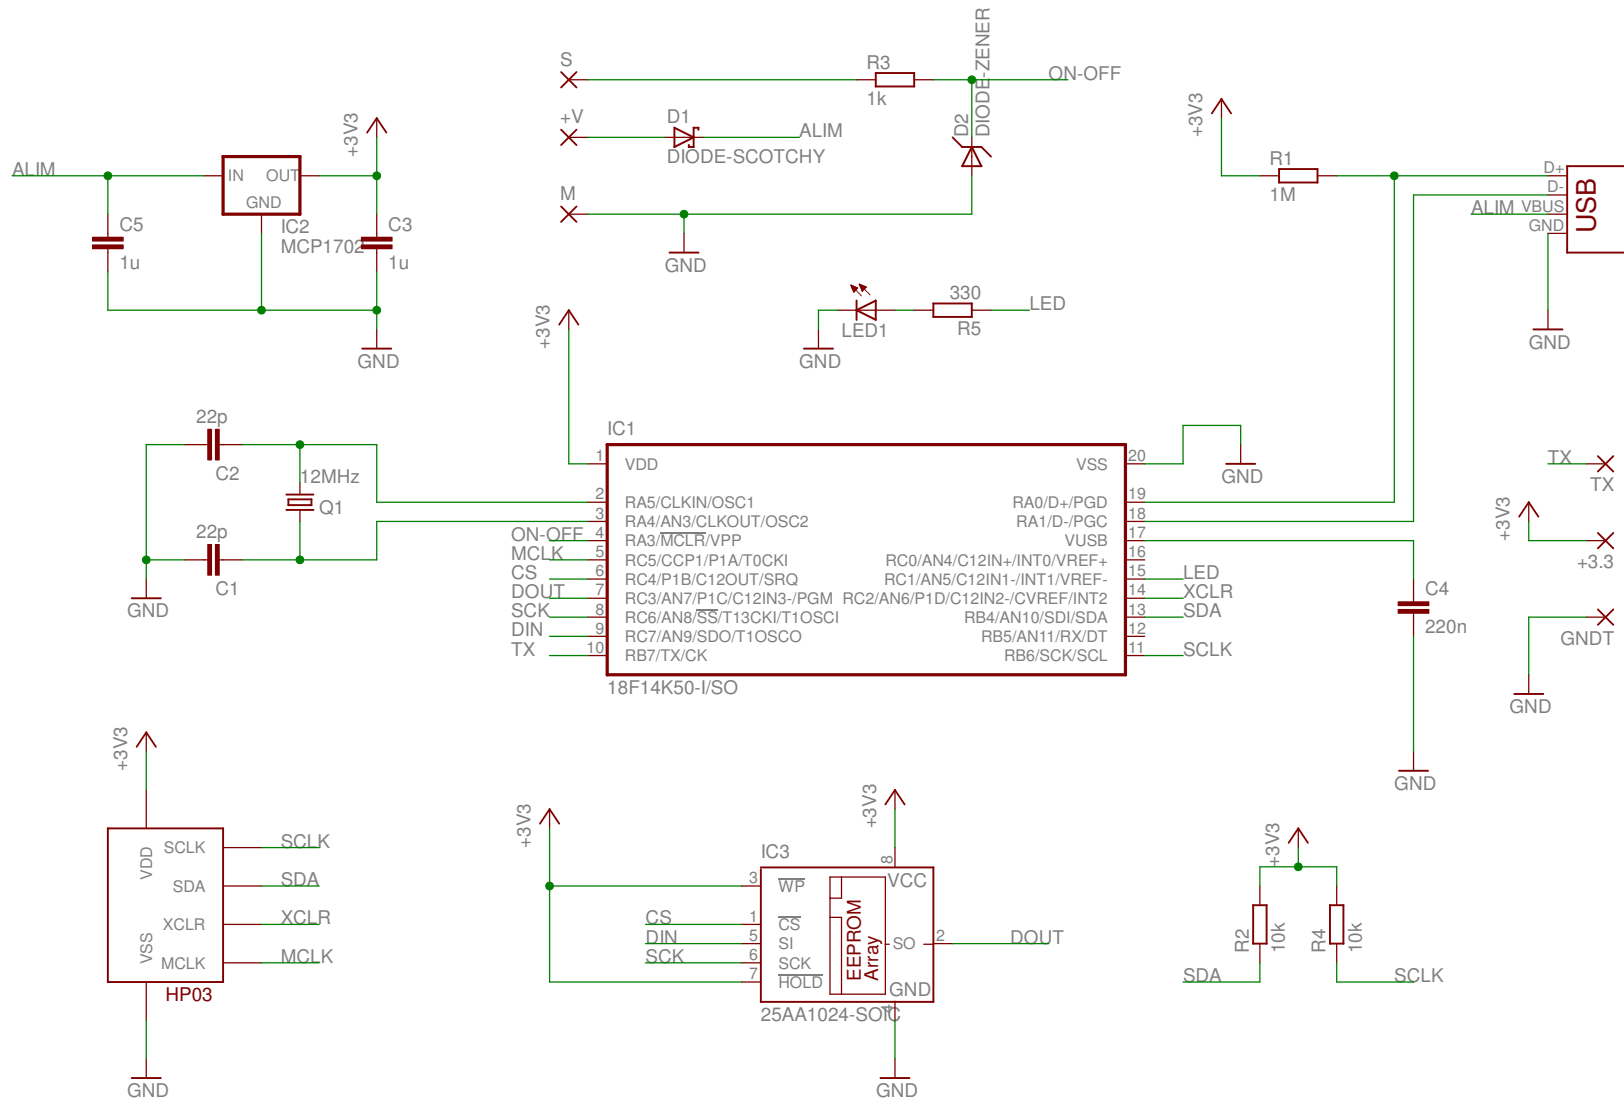 S
R3
1k
ON-OFF
DIODE-ZENER
D2
+V
D1
ALIM
DIODE-SCOTCHY
M
GND
ALIM
+3V3
IN
OUT
GND
IC2
MCP1702
C5
1u
C3
1u
GND
+3V3
R1
1M
D+
D-
ALIM
VBUS
GND
USB
GND
330
R5
LED
LED1
GND
+3V3
22p
C2
12MHz
Q1
22p
C1
GND
IC1
1 VDD
2 RA5/CLKIN/OSC1
3 RA4/AN3/CLKOUT/OSC2
ON-OFF 4 RA3/MCLR/VPP
MCLK 5 RC5/CCP1/P1A/T0CKI
CS 6 RC4/P1B/C12OUT/SRQ
DOUT 7 RC3/AN7/P1C/C12IN3-/PGM
SCK 8 RC6/AN8/SS/T13CKI/T1OSCI
DIN 9 RC7/AN9/SDO/T1OSCO
TX 10 RB7/TX/CK
VSS 20
RA0/D+/PGD 19
RA1/D-/PGC 18
VUSB 17
RC0/AN4/C12IN+/INT0/VREF+ 16
RC1/AN5/C12IN1-/INT1/VREF- 15 LED
RC2/AN6/P1D/C12IN2-/CVREF/INT2 14 XCLR
RB4/AN10/SDI/SDA 13 SDA
RB5/AN11/RX/DT 12
RB6/SCK/SCL 11 SCLK
18F14K50-I/SO
GND
C4
220n
GND
TX
TX
+3V3
+3.3
GNDT
GND
+3V3
VDD
VSS
SCLK SCLK
SDA SDA
XCLR XCLR
MCLK MCLK
HP03
GND
+3V3
+3V3
IC3
8
VCC
3 WP
CS 1 CS
DIN 5 SI
SCK 6 SCK
7 HOLD
EEPROM
Array
SO 2 DOUT
GND
4
25AA1024-SOIC
GND
+3V3
R2
10k
R4
10k
SDA
SCLK